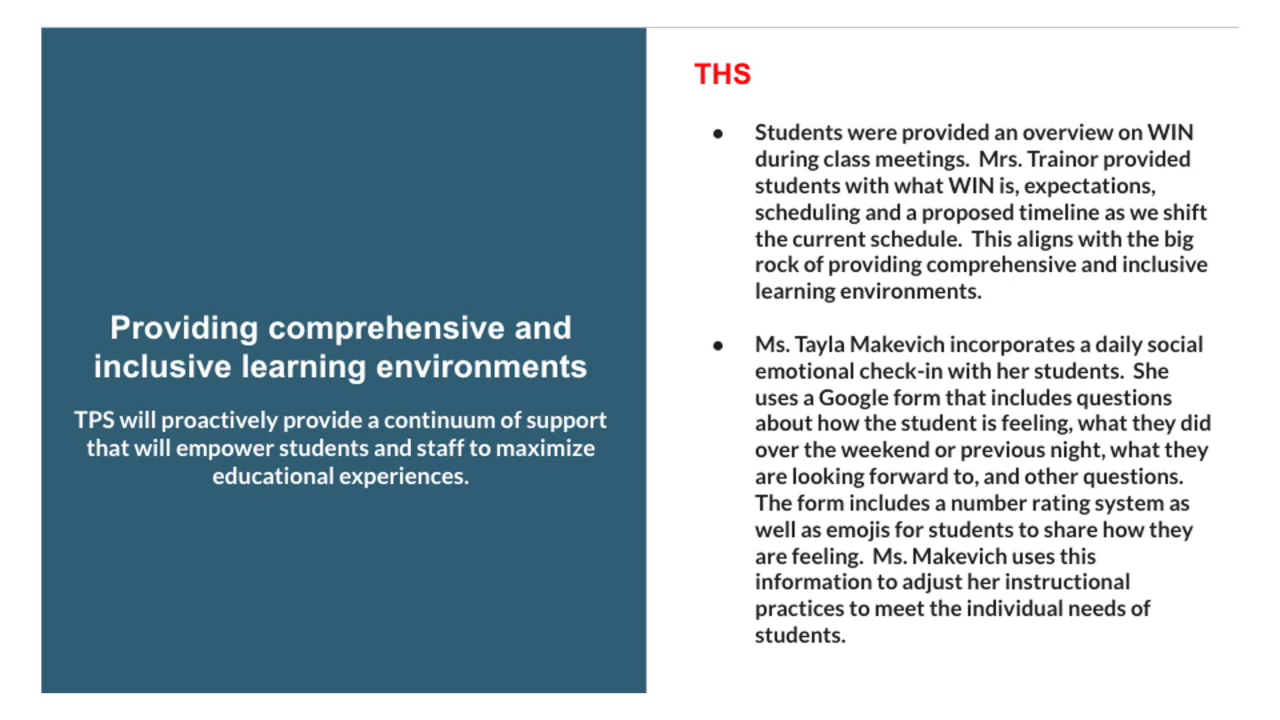 Providing comprehensive and
inclusive learning environments
TPS will proactively provide a continuum of support
that will empower students and staff to maximize
educational experiences.
THS
● Students were provided an overview on WIN
during class meetings.  Mrs. Trainor provided
students with what WIN is, expectations,
scheduling and a proposed timeline as we shift
the current schedule.  This aligns with the big
rock of providing comprehensive and inclusive
learning environments.
● Ms. Tayla Makevich incorporates a daily social
emotional check-in with her students.  She
uses a Google form that includes questions
about how the student is feeling, what they did
over the weekend or previous night, what they
are looking forward to, and other questions.
The form includes a number rating system as
well as emojis for students to share how they
are feeling.  Ms. Makevich uses this
information to adjust her instructional
practices to meet the individual needs of
students.